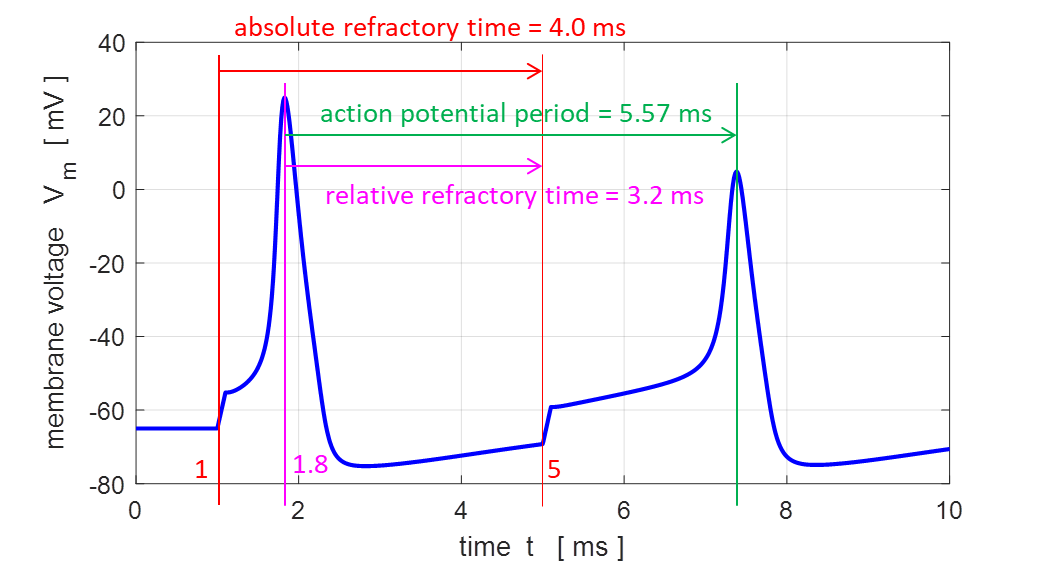 absolute refractory time = 4.0 ms
action potential period = 5.57 ms
relative refractory time = 3.2 ms
membrane voltage Vm [ mV ]
40
20
0
-20
-40
-60
-80
1
1.8
5
0 2 4 6 8 10
time t [ ms ]